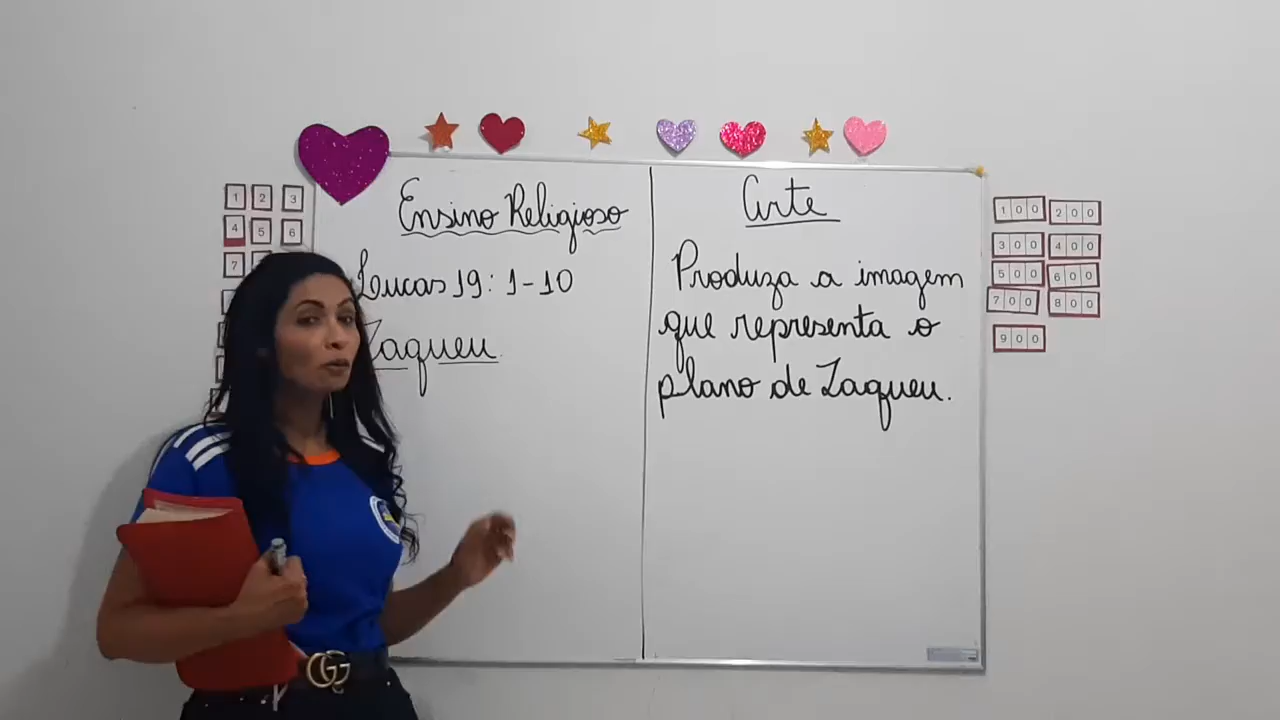 Ensino Religioso
Lucas 19: 1-10
Zaqueu.
Arte
Produza a imagem
que representa o
plano de Zaqueu.
1 2 3
4 5 6
7
100 200
300 400
500 600
700 800
900